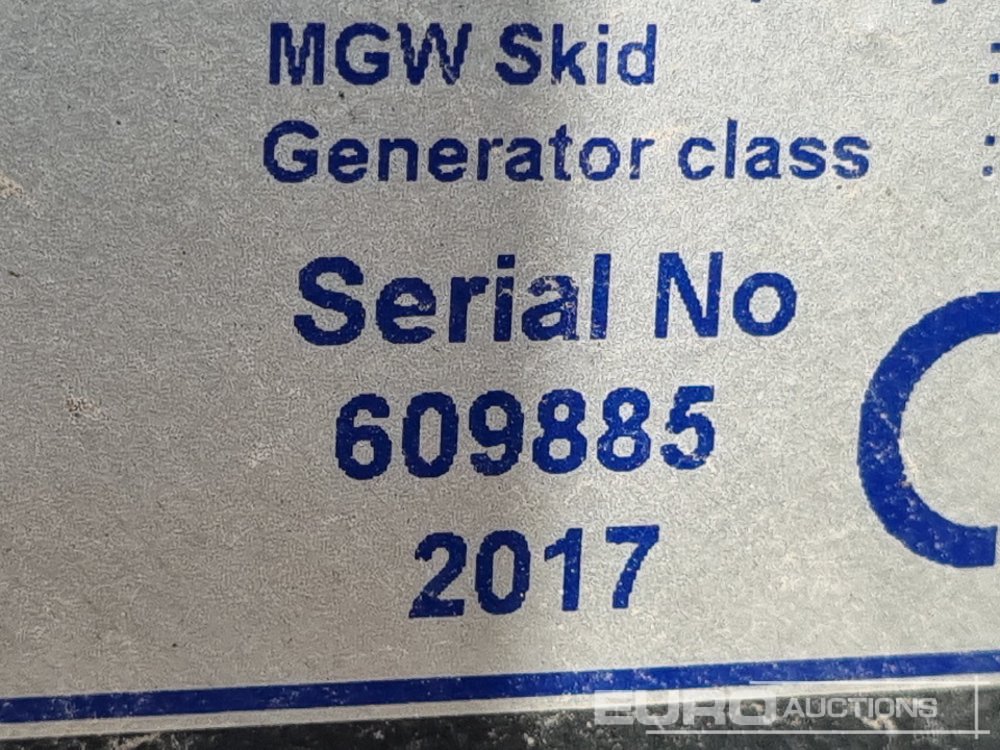 MGW Skid :
Generator class :
Serial No
609885
2017
EURO AUCTIONS